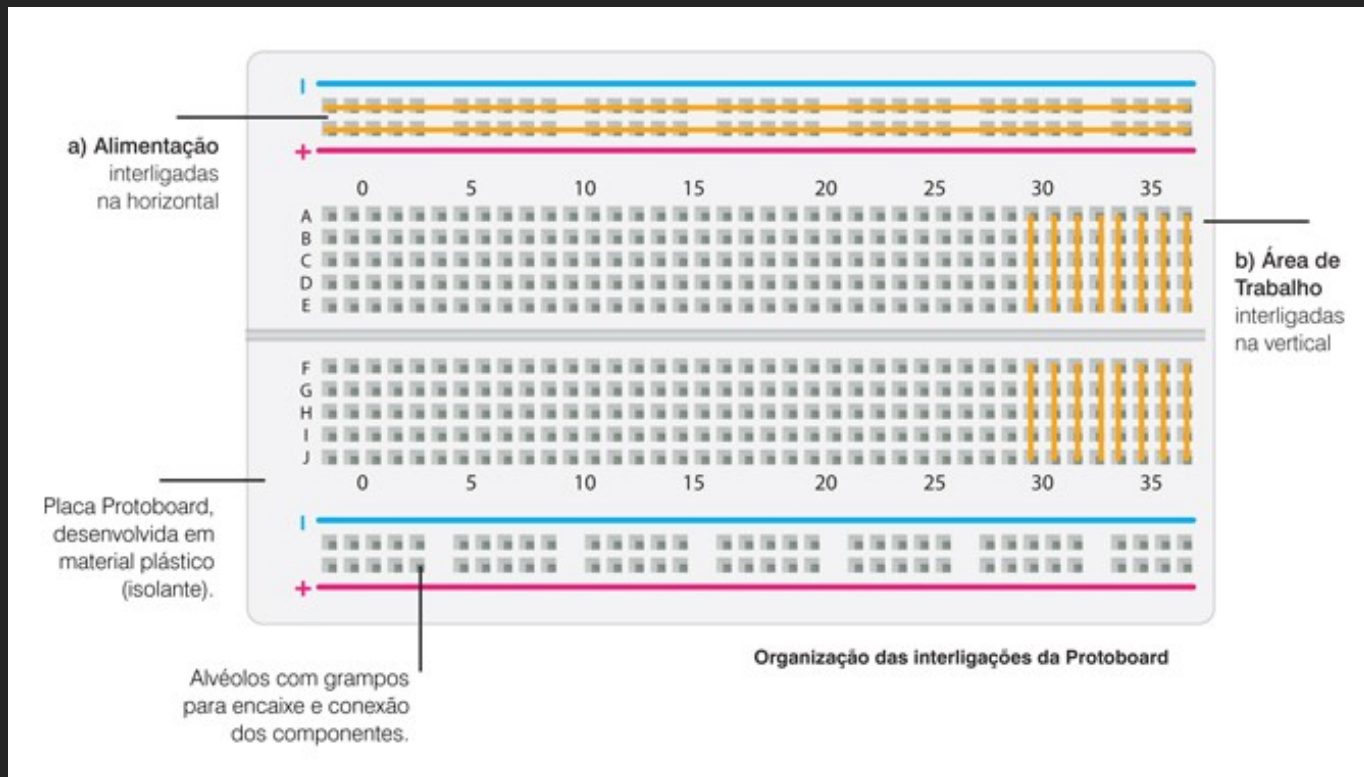 a) Alimentação
interligadas
na horizontal
0 5 10 15 20 25 30 35
A
B
C
D
E
b) Área de
Trabalho
interligadas
na vertical
F
G
H
I
J
0 5 10 15 20 25 30 35
Placa Protoboard,
desenvolvida em
material plástico
(isolante).
+
+
Organização das interligações da Protoboard
Alvéolos com grampos
para encaixe e conexão
dos componentes.